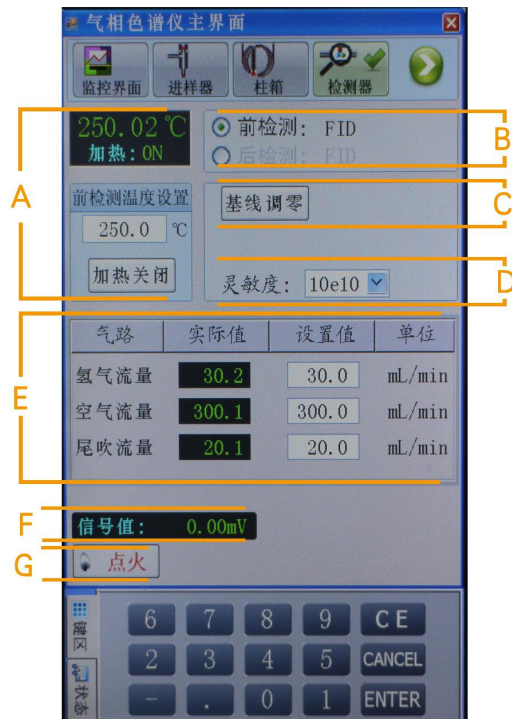 气相色谱仪主界面
监控界面 进样器 柱箱 检测器
250.02℃
加热:ON
前检测: FID
后检测: FID
前检测温度设置
250.0 ℃
加热关闭
基线调零
灵敏度: 10e10
气路 实际值 设置值 单位
氢气流量 30.2 30.0 mL/min
空气流量 300.1 300.0 mL/min
尾吹流量 20.1 20.0 mL/min
信号值: 0.00mV
点火
键区
状态
6 7 8 9 CE
2 3 4 5 CANCEL
- . 0 1 ENTER
A
B
C
D
E
F
G